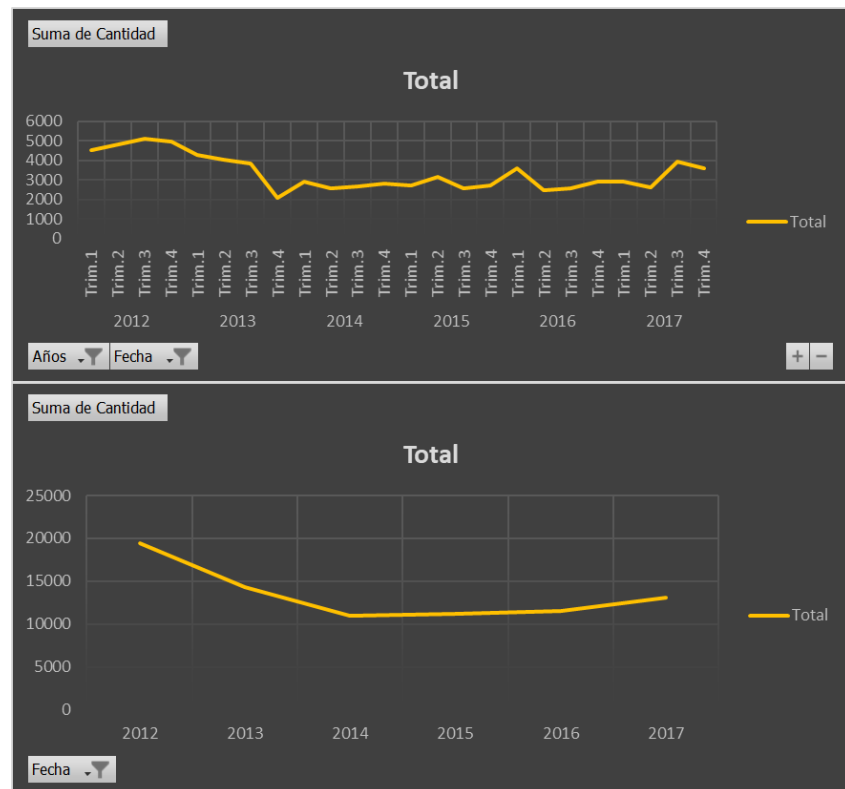 Suma de Cantidad
Total
6000
5000
4000
3000
2000
1000
0
Total
Trim.1 Trim.2 Trim.3 Trim.4 Trim.1 Trim.2 Trim.3 Trim.4 Trim.1 Trim.2 Trim.3 Trim.4 Trim.1 Trim.2 Trim.3 Trim.4 Trim.1 Trim.2 Trim.3 Trim.4 Trim.1 Trim.2 Trim.3 Trim.4
2012 2013 2014 2015 2016 2017
Años Fecha + −
Suma de Cantidad
Total
25000
20000
15000
10000
5000
0
Total
2012 2013 2014 2015 2016 2017
Fecha